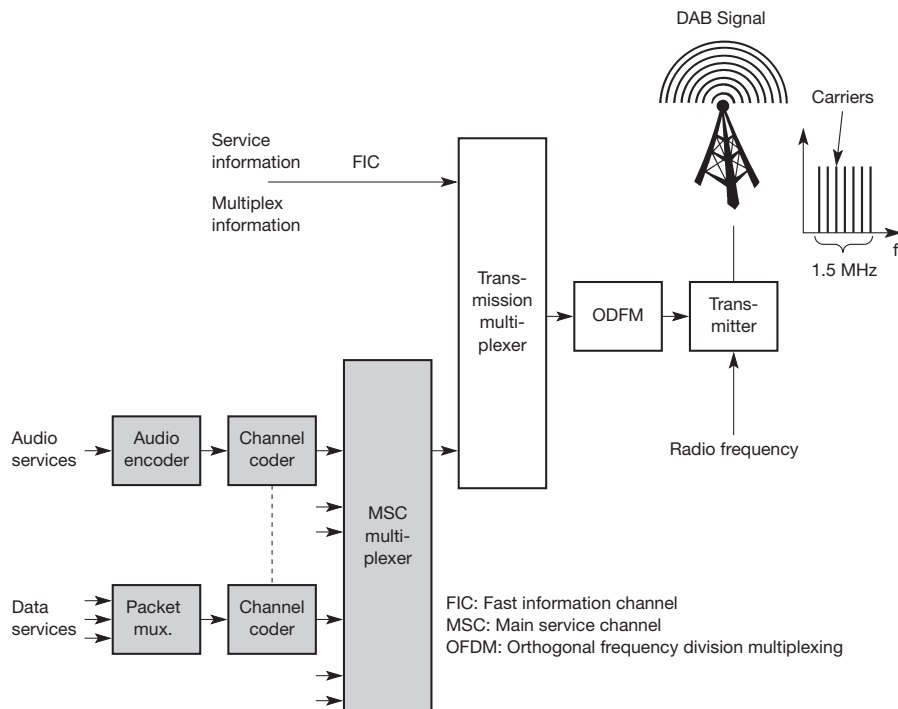 DAB Signal
Carriers
f
1.5 MHz
Service
information
FIC
Multiplex
information
Trans-
mission
multi-
plexer
ODFM
Trans-
mitter
Radio frequency
Audio
services
Audio
encoder
Channel
coder
MSC
multi-
plexer
Data
services
Packet
mux.
Channel
coder
FIC: Fast information channel
MSC: Main service channel
OFDM: Orthogonal frequency division multiplexing